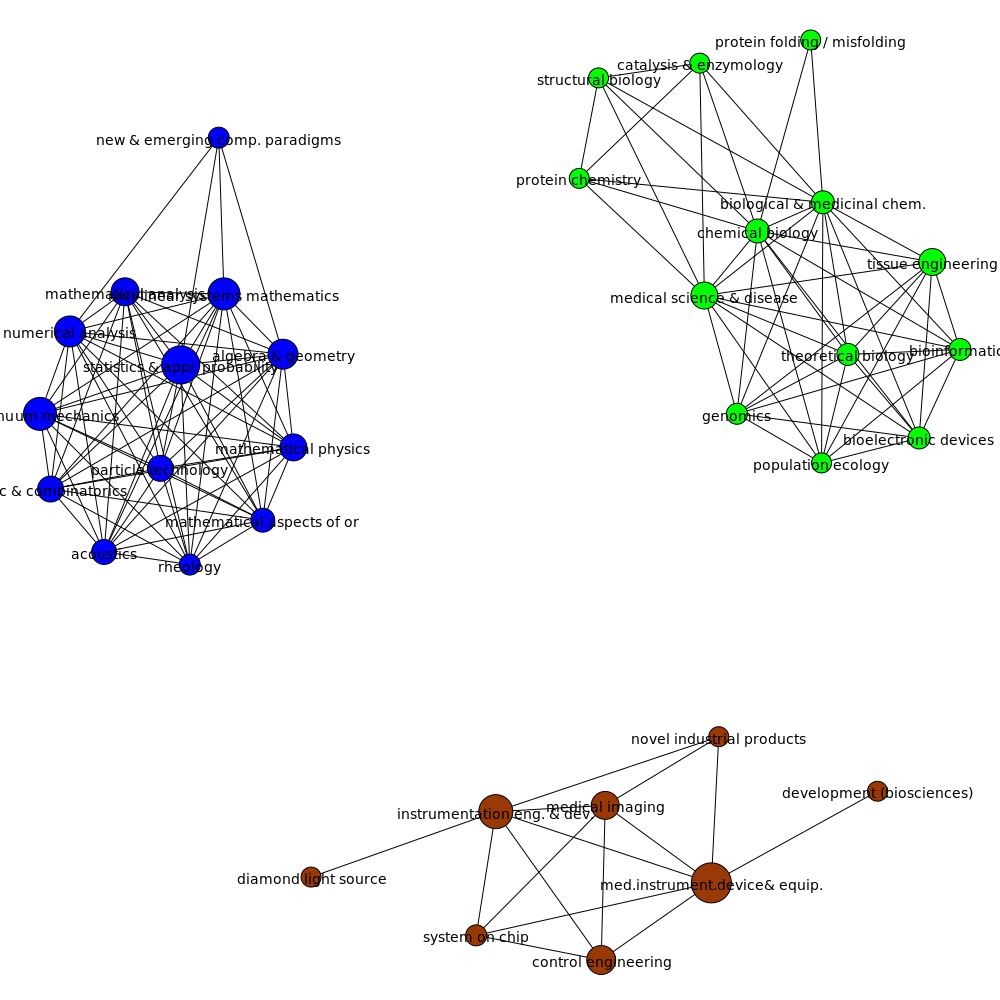 protein folding / misfolding
catalysis & enzymology
structural biology
new & emerging comp. paradigms
protein chemistry
biological & medicinal chem.
chemical biology
tissue engineering
mathematical analysis
systems mathematics
medical science & disease
numerical analysis
algebra & geometry
statistics & appl. probability
theoretical biology
bioinformatic
nuum mechanics
genomics
mathematical physics
bioelectronic devices
particle technology
population ecology
c & combinatorics
mathematical aspects of or
acoustics
rheology
novel industrial products
development (biosciences)
instrumentation eng. & dev.
medical imaging
diamond light source
med.instrument.device& equip.
system on chip
control engineering